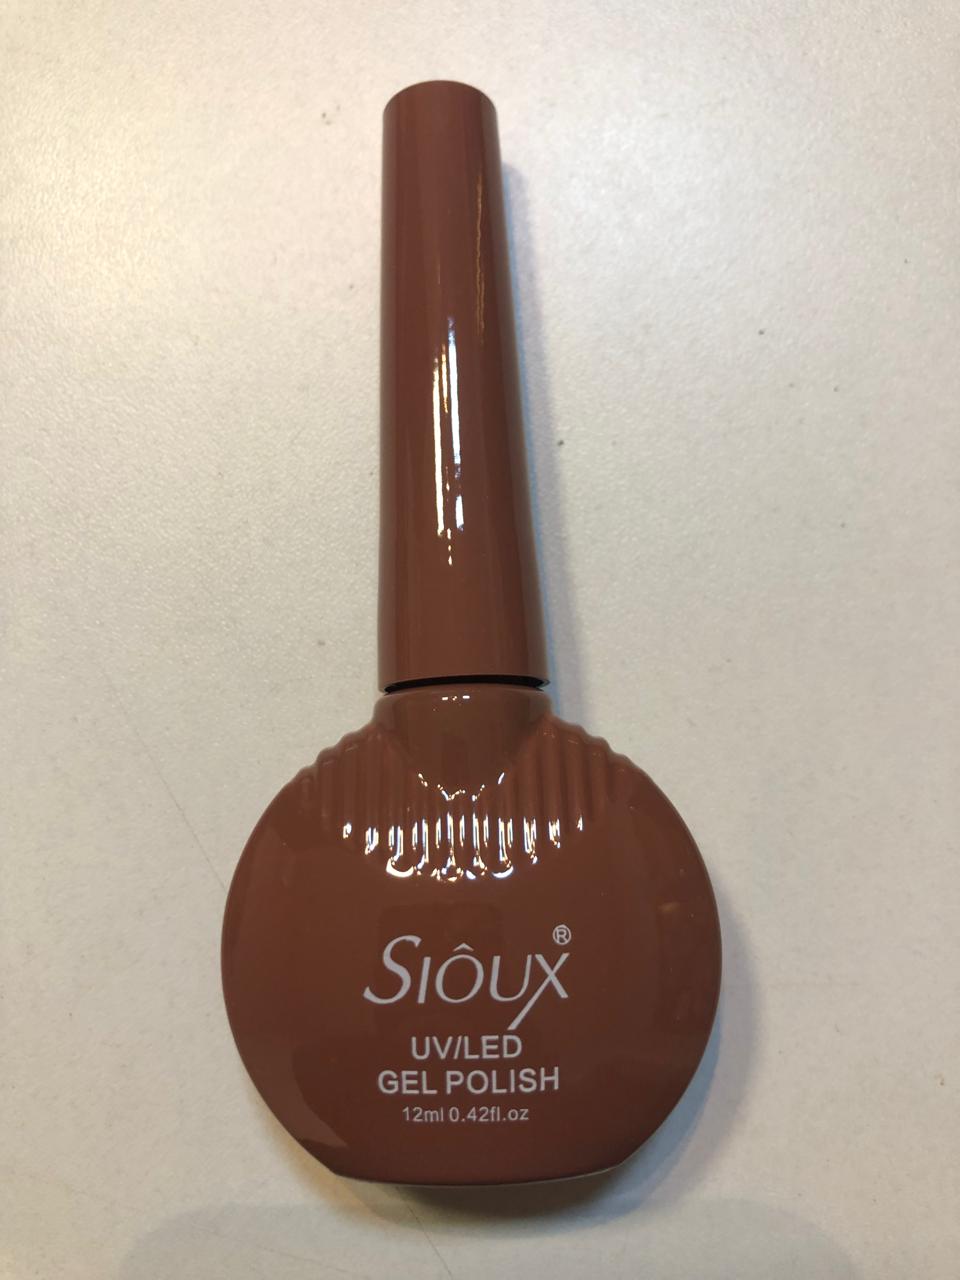 SIÔUX®
UV/LED
GEL POLISH
12ml 0.42fl.oz